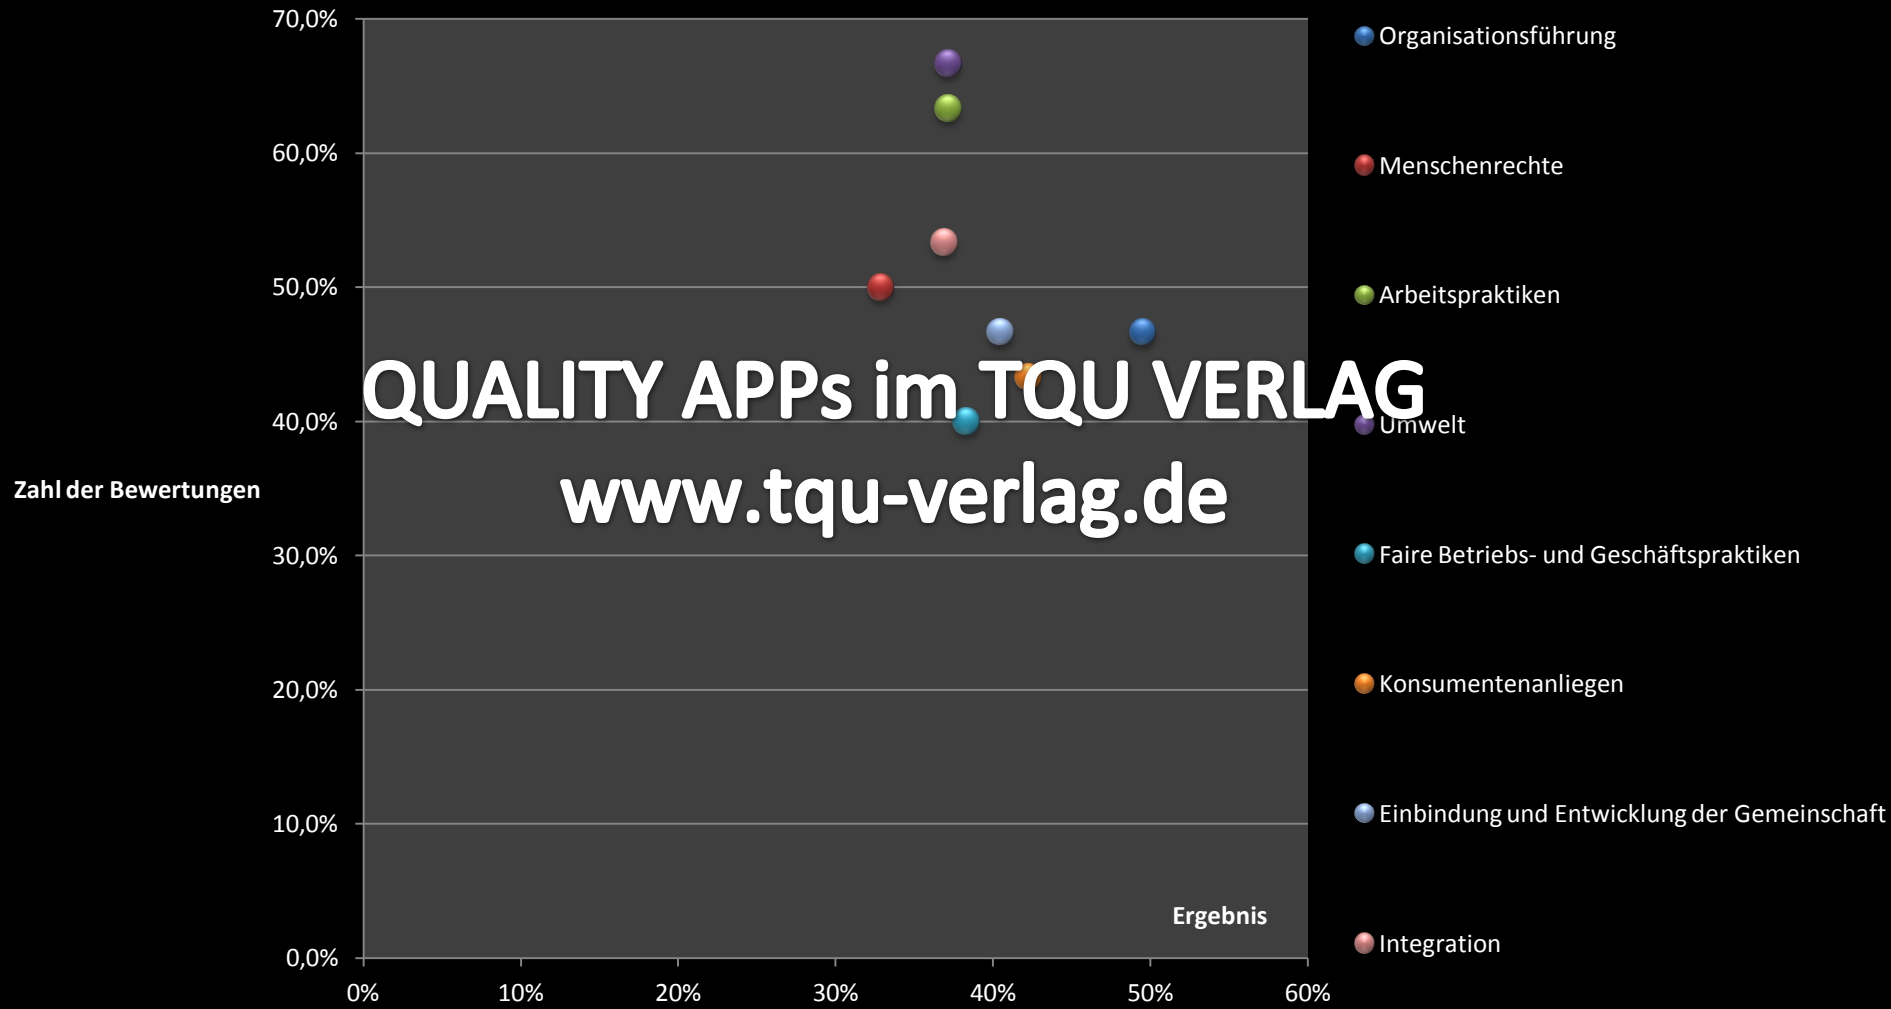 70,0%
60,0%
50,0%
40,0%
30,0%
20,0%
10,0%
0,0%
0%
10%
20%
30%
40%
50%
60%
Zahl der Bewertungen
Ergebnis
QUALITY APPs im TQU VERLAG
www.tqu-verlag.de
Organisationsführung
Menschenrechte
Arbeitspraktiken
Umwelt
Faire Betriebs- und Geschäftspraktiken
Konsumentenanliegen
Einbindung und Entwicklung der Gemeinschaft
Integration